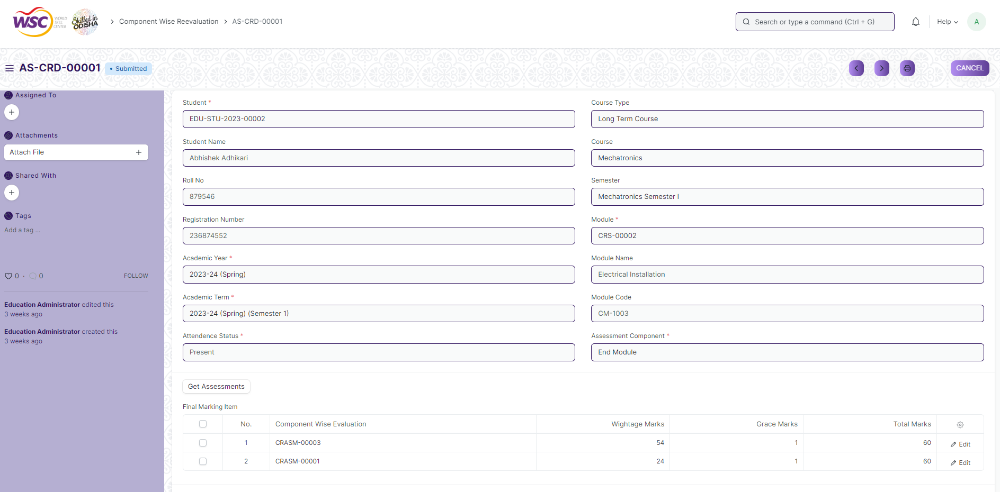 WSC WORLD SKILL CENTER
Skilled in ODISHA
Component Wise Reevaluation
AS-CRD-00001
Search or type a command (Ctrl + G)
Help
A
AS-CRD-00001
Submitted
CANCEL
Assigned To
Attachments
Attach File
Shared With
Tags
Add a tag ...
0 · 0
FOLLOW
Education Administrator edited this
3 weeks ago
Education Administrator created this
3 weeks ago
Student *
EDU-STU-2023-00002
Course Type
Long Term Course
Student Name
Abhishek Adhikari
Course
Mechatronics
Roll No
879546
Semester
Mechatronics Semester I
Registration Number
236874552
Module *
CRS-00002
Academic Year *
2023-24 (Spring)
Module Name
Electrical Installation
Academic Term *
2023-24 (Spring) (Semester 1)
Module Code
CM-1003
Attendence Status *
Present
Assessment Component *
End Module
Get Assessments
Final Marking Item
No. Component Wise Evaluation Wightage Marks Grace Marks Total Marks
1 CRASM-00003 54 1 60 Edit
2 CRASM-00001 24 1 60 Edit